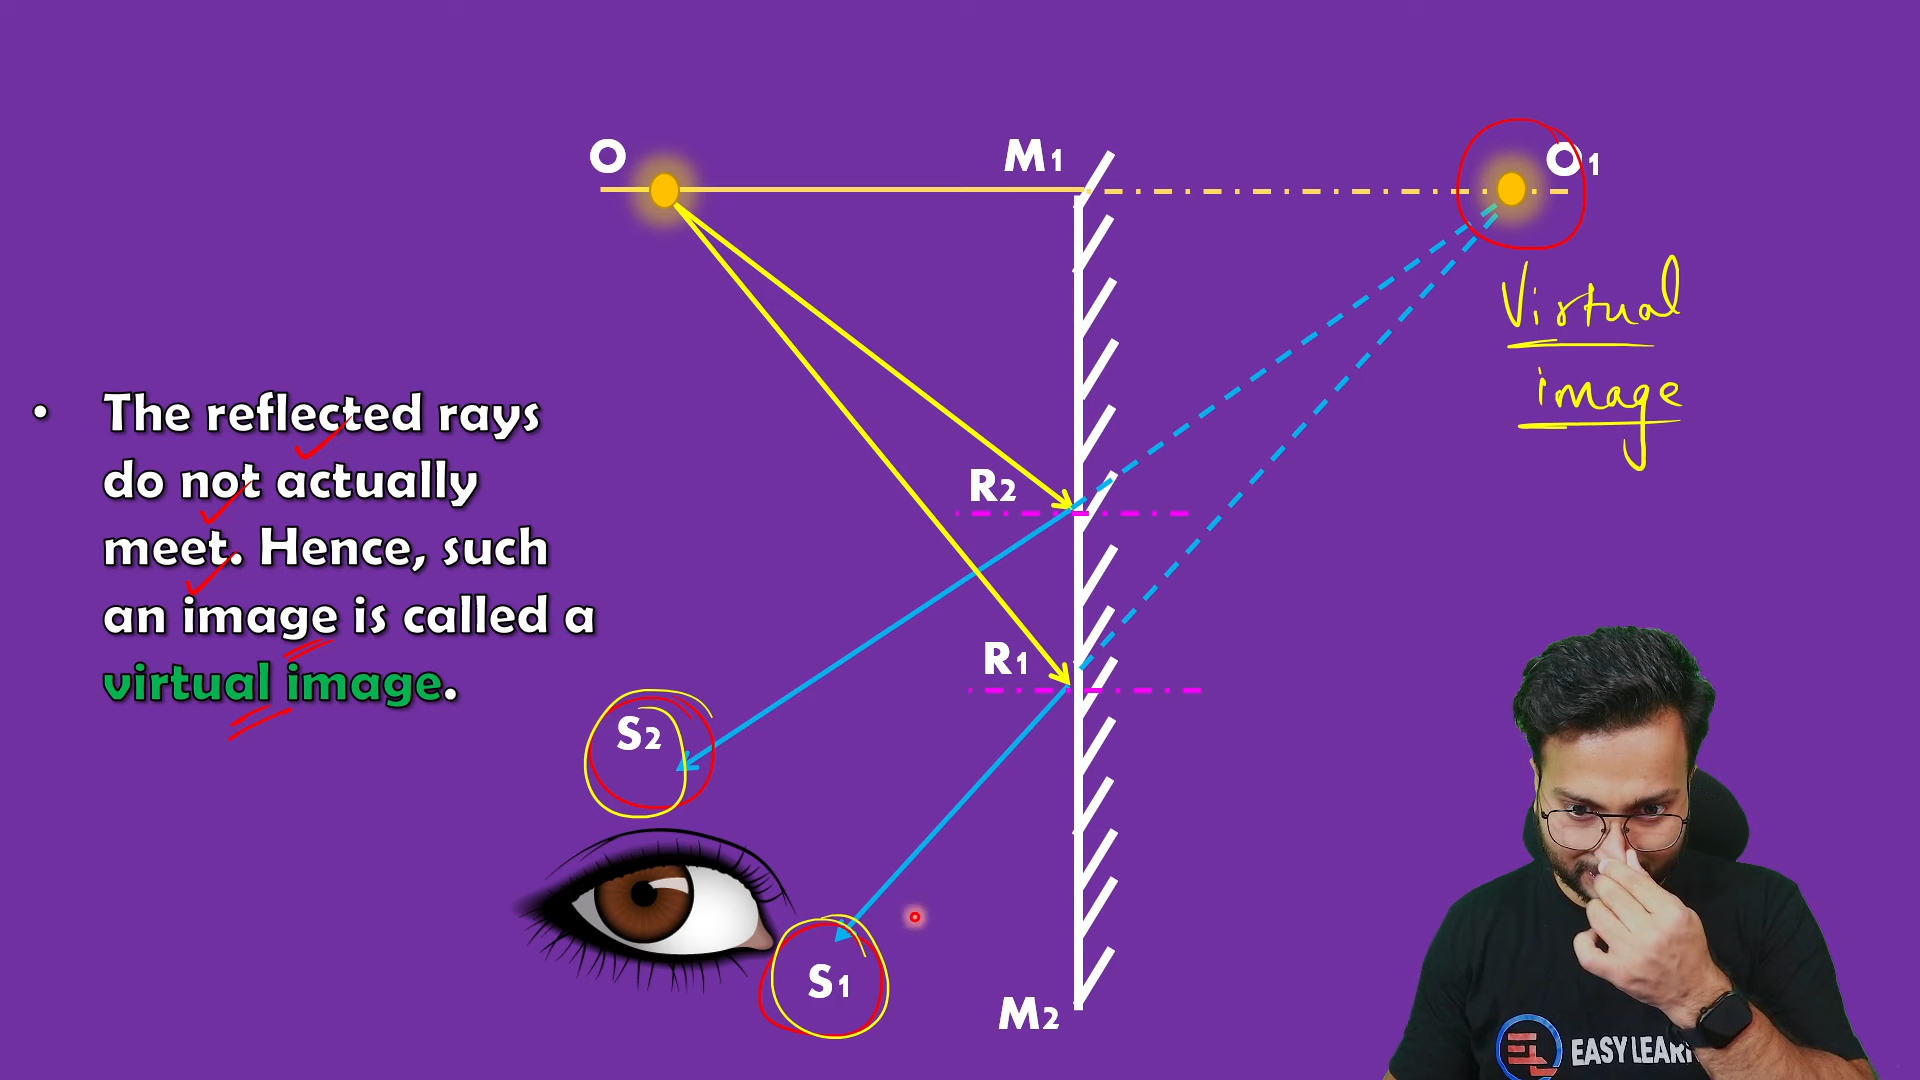 O
M1
O1
Virtual
image
• The reflected rays
do not actually
meet. Hence, such
an image is called a
virtual image.
R2
R1
S2
S1
M2
EL EASY LEAR